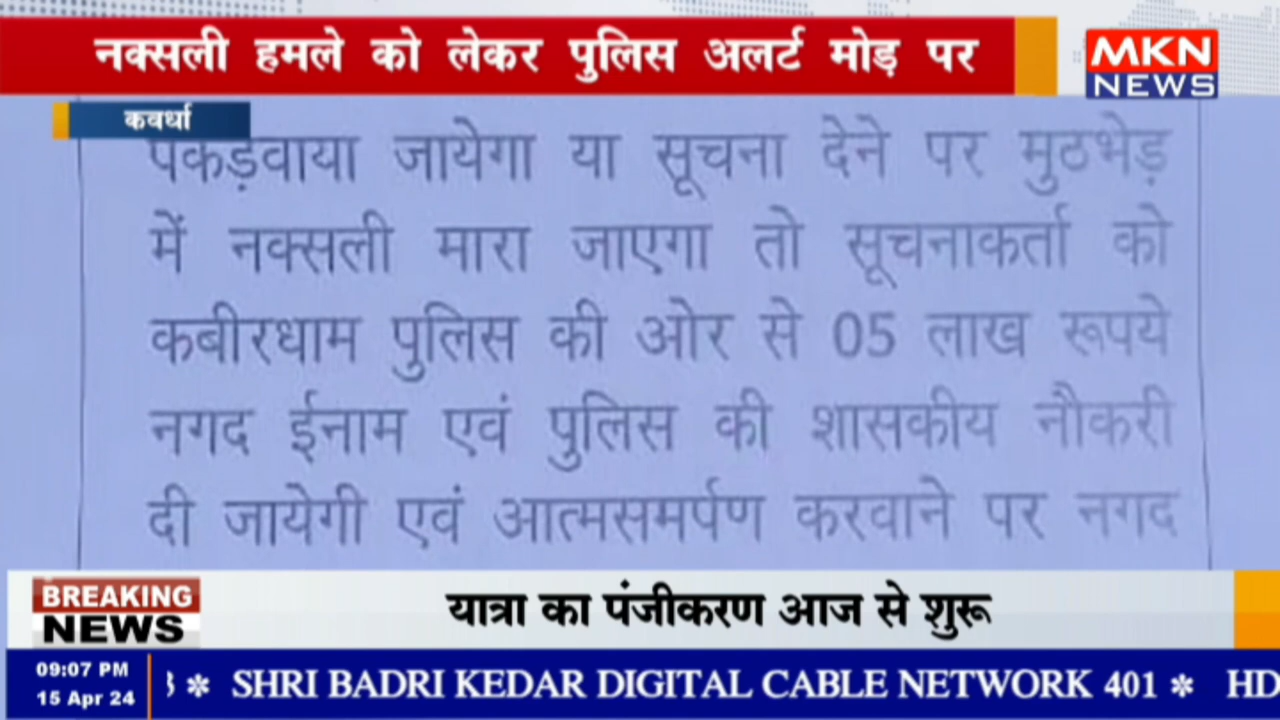 नक्सली हमले को लेकर पुलिस अलर्ट मोड़ पर
MKN
NEWS
कवर्धा
पकड़वाया जायेगा या सूचना देने पर मुठभेड़
में नक्सली मारा जाएगा तो सूचनाकर्ता को
कबीरधाम पुलिस की ओर से 05 लाख रूपये
नगद ईनाम एवं पुलिस की शासकीय नौकरी
दी जायेगी एवं आत्मसमर्पण करवाने पर नगद
BREAKING
NEWS
यात्रा का पंजीकरण आज से शुरू
09:07 PM
15 Apr 24
* SHRI BADRI KEDAR DIGITAL CABLE NETWORK 401 * HD